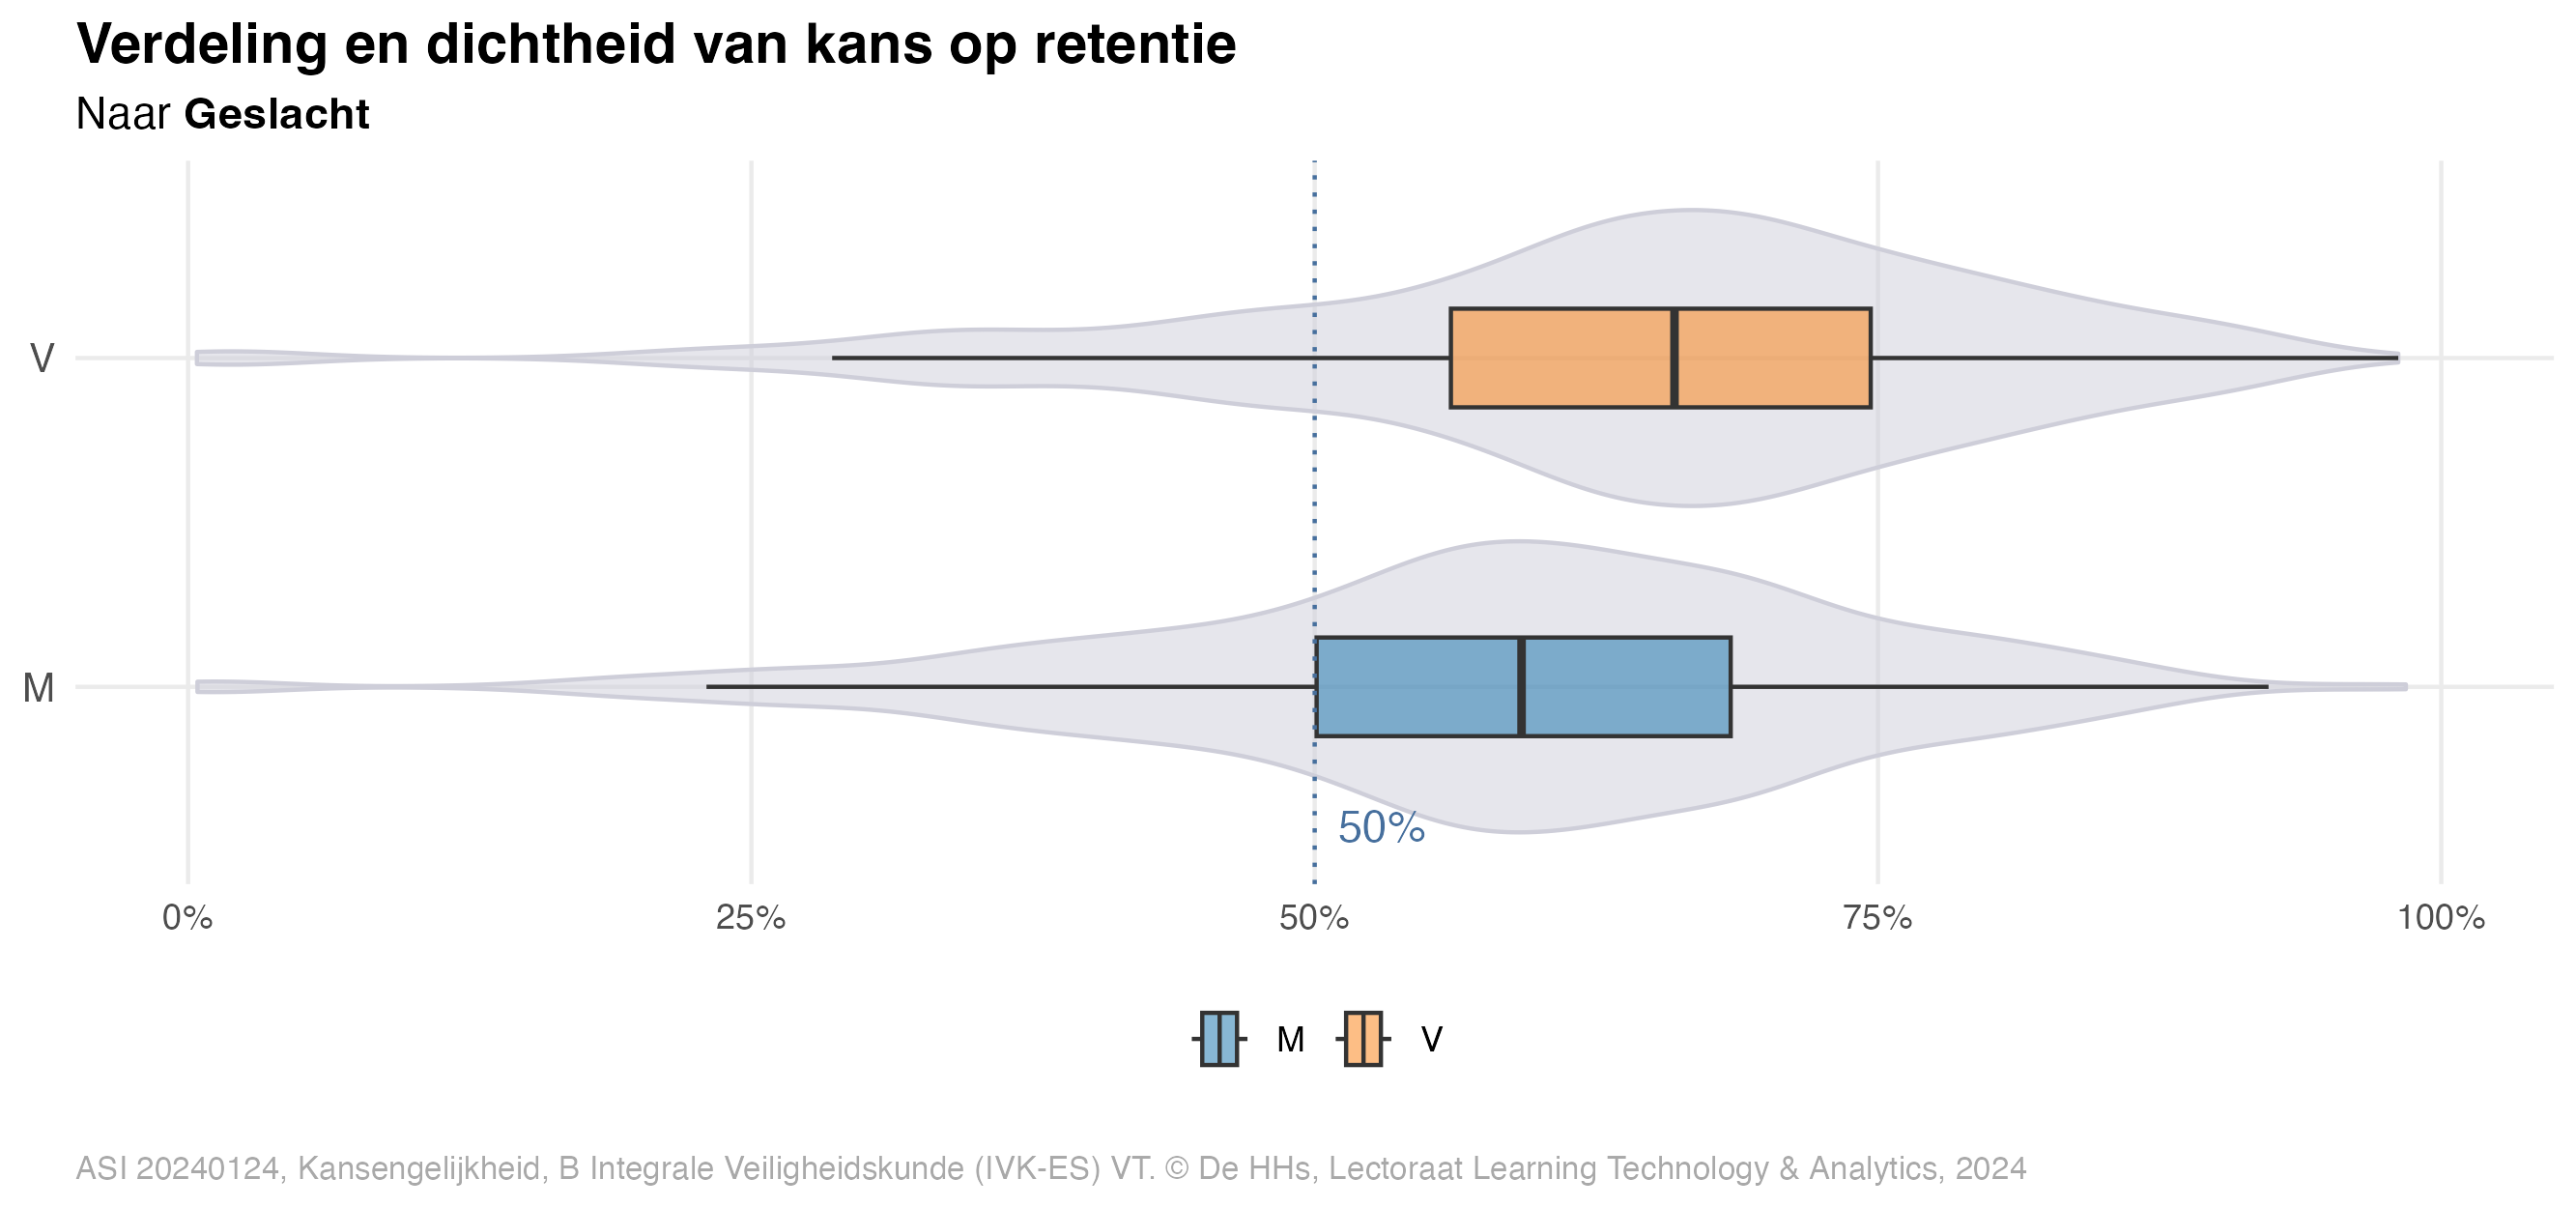 Verdeling en dichtheid van kans op retentie
Naar Geslacht
V
M
50%
0% 25% 50% 75% 100%
M V
ASI 20240124, Kansengelijkheid, B Integrale Veiligheidskunde (IVK-ES) VT. © De HHs, Lectoraat Learning Technology & Analytics, 2024